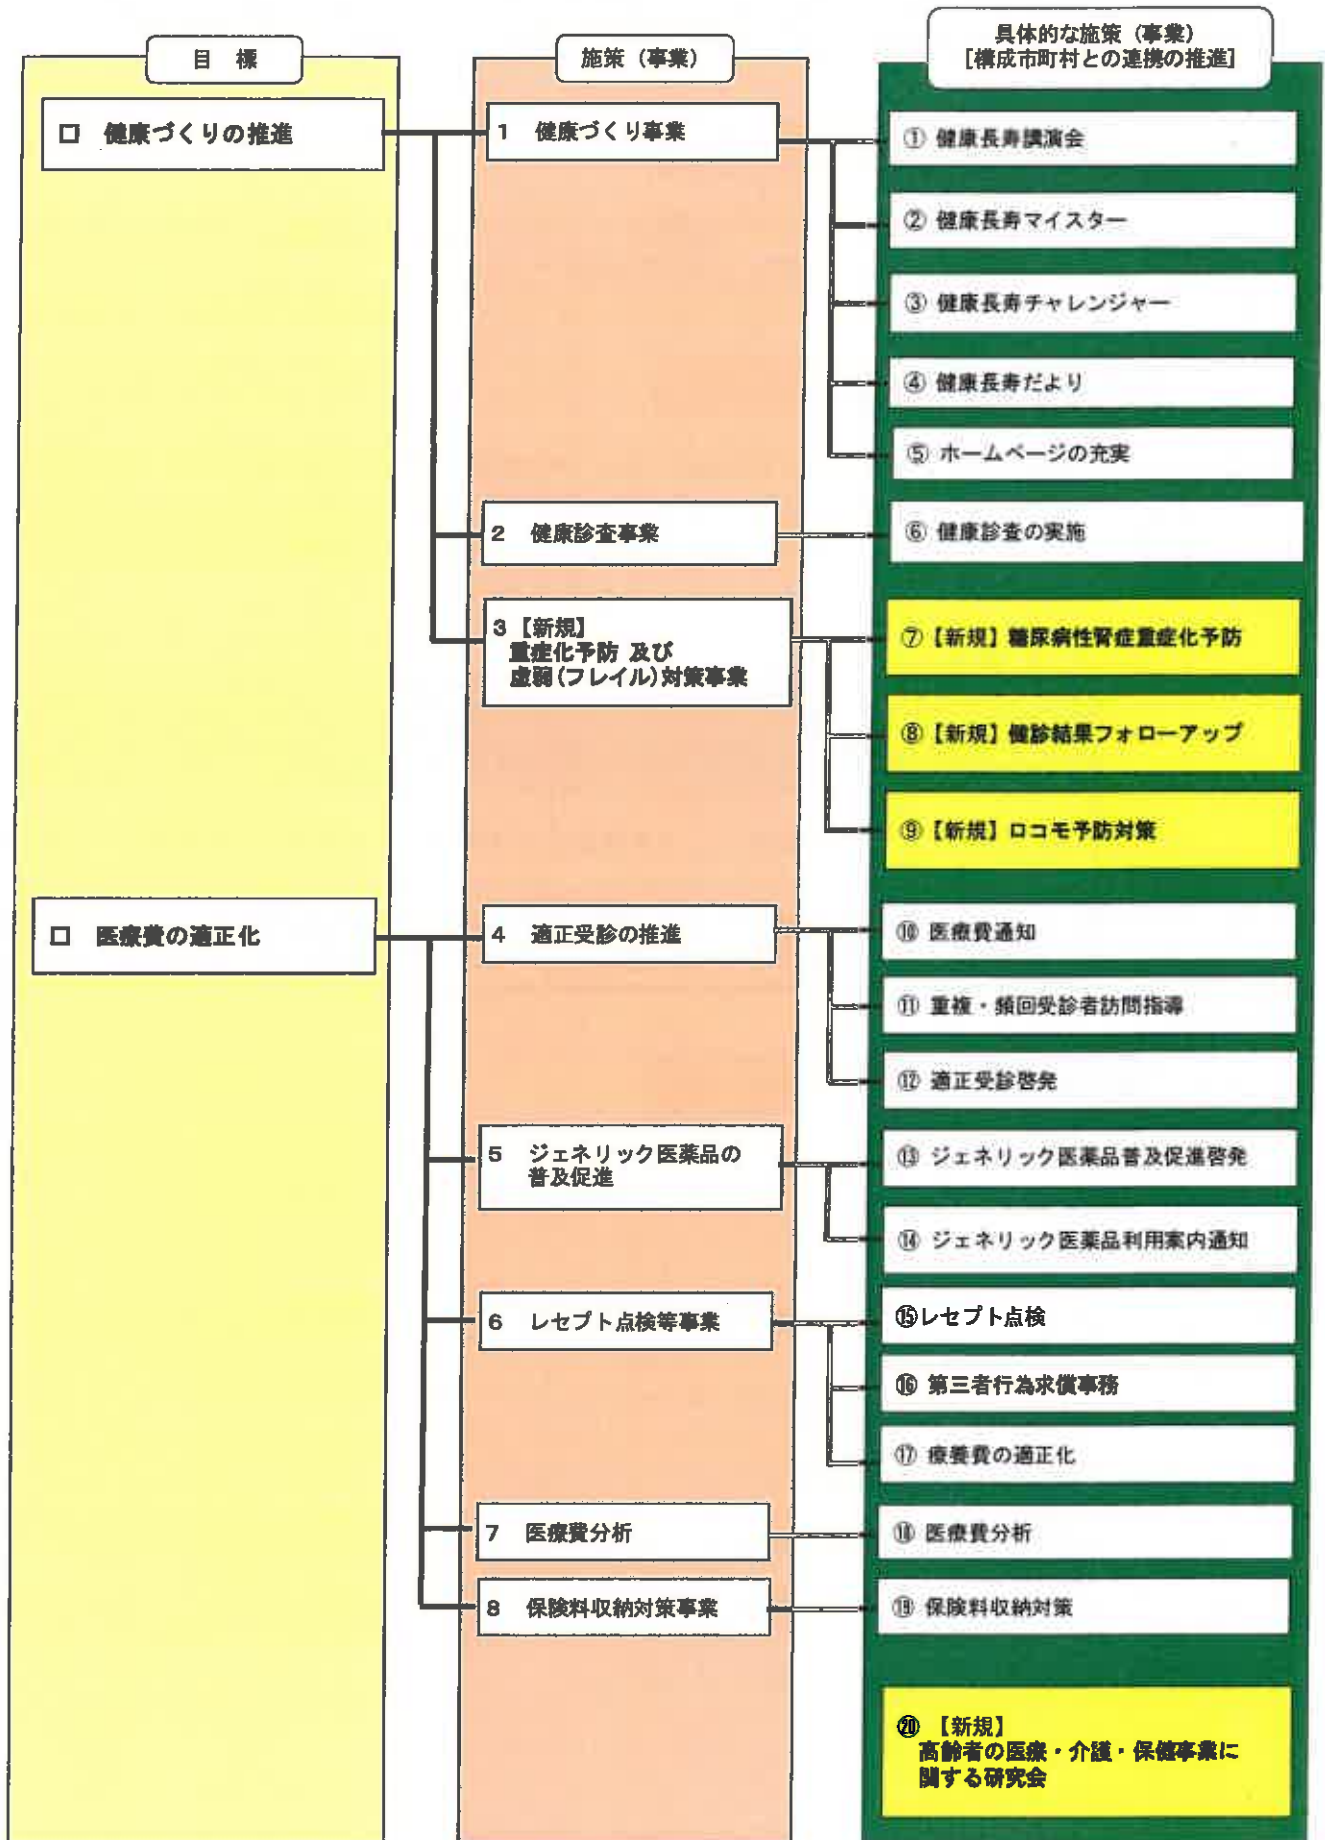 目 標
施策（事業）
具体的な施策（事業）
［構成市町村との連携の推進］
□ 健康づくりの推進
1 健康づくり事業
① 健康長寿講演会
② 健康長寿マイスター
③ 健康長寿チャレンジャー
④ 健康長寿だより
⑤ ホームページの充実
2 健康診査事業
⑥ 健康診査の実施
3【新規】
重症化予防 及び
虚弱(フレイル)対策事業
⑦【新規】糖尿病性腎症重症化予防
⑧【新規】健診結果フォローアップ
⑨【新規】ロコモ予防対策
□ 医療費の適正化
4 適正受診の推進
⑩ 医療費通知
⑪ 重複・頻回受診者訪問指導
⑫ 適正受診啓発
5 ジェネリック医薬品の
普及促進
⑬ ジェネリック医薬品普及促進啓発
⑭ ジェネリック医薬品利用案内通知
6 レセプト点検等事業
⑮レセプト点検
⑯ 第三者行為求償事務
⑰ 療養費の適正化
7 医療費分析
⑱ 医療費分析
8 保険料収納対策事業
⑲ 保険料収納対策
⑳ 【新規】
高齢者の医療・介護・保健事業に
関する研究会